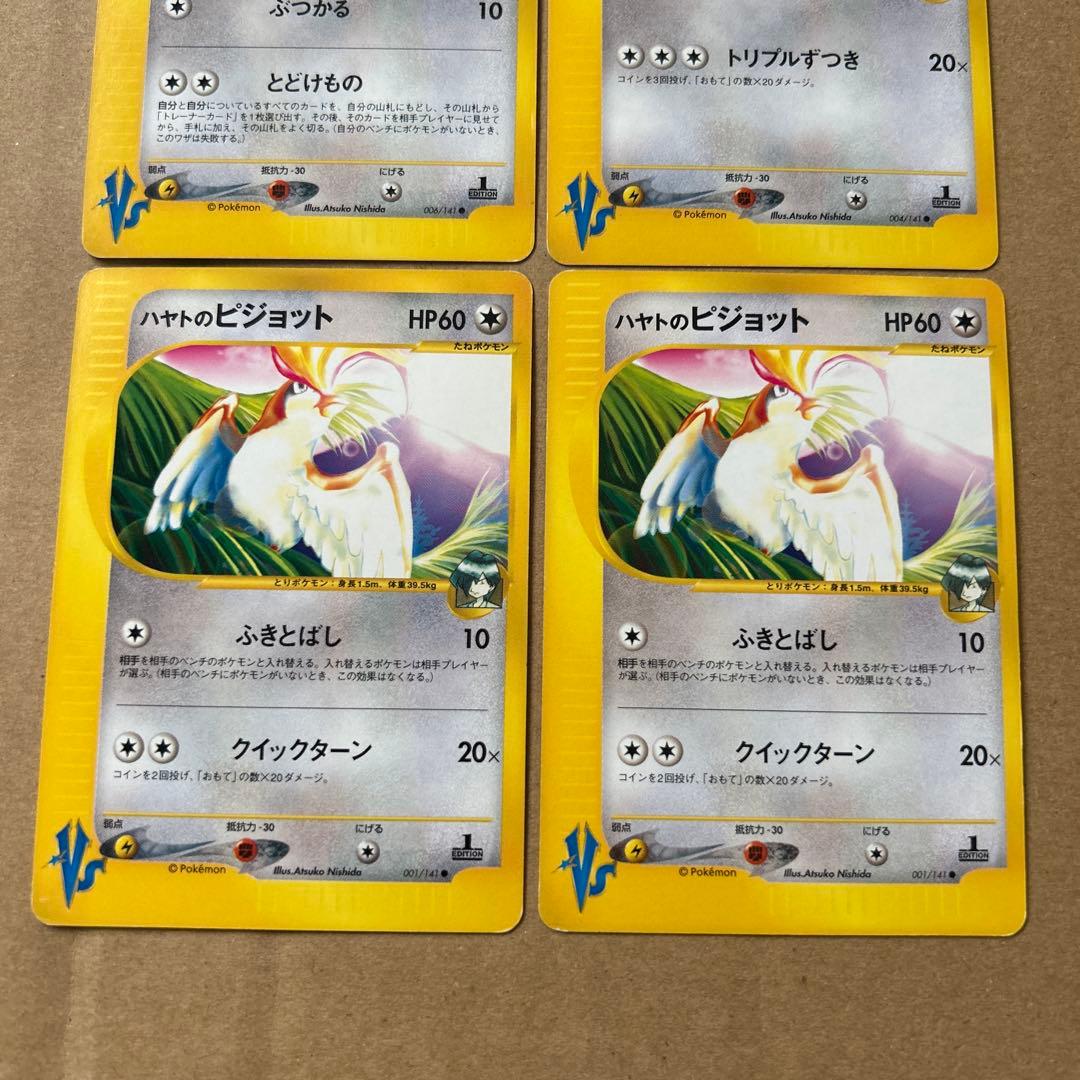 ぶつかる 10
とどけもの
自分と自分についているすべてのカードを、自分の山札にもどし、その山札から
「トレーナーカード」を1枚選び出す。その後、そのカードを相手プレイヤーに見せて
から、手札に加え、その山札をよく切る。(自分のベンチにポケモンがいないとき、
このワザは失敗する。)
弱点 抵抗力-30 にげる
1 EDITION
VS
© Pokémon Illus.Atsuko Nishida 006/141●
トリプルずつき 20×
コインを3回投げ、「おもて」の数×20ダメージ。
弱点 抵抗力-30 にげる
1 EDITION
VS
© Pokémon Illus.Atsuko Nishida 004/141●
ハヤトのピジョット HP60
たねポケモン
とりポケモン:身長1.5m、体重39.5kg
ふきとばし 10
相手を相手のベンチのポケモンと入れ替える。入れ替えるポケモンは相手プレイヤー
が選ぶ。(相手のベンチにポケモンがいないとき、この効果はなくなる。)
クイックターン 20×
コインを2回投げ、「おもて」の数×20ダメージ。
弱点 抵抗力-30 にげる
1 EDITION
VS
© Pokémon Illus.Atsuko Nishida 001/141●
ハヤトのピジョット HP60
たねポケモン
とりポケモン:身長1.5m、体重39.5kg
ふきとばし 10
相手を相手のベンチのポケモンと入れ替える。入れ替えるポケモンは相手プレイヤー
が選ぶ。(相手のベンチにポケモンがいないとき、この効果はなくなる。)
クイックターン 20×
コインを2回投げ、「おもて」の数×20ダメージ。
弱点 抵抗力-30 にげる
1 EDITION
VS
© Pokémon Illus.Atsuko Nishida 001/141●